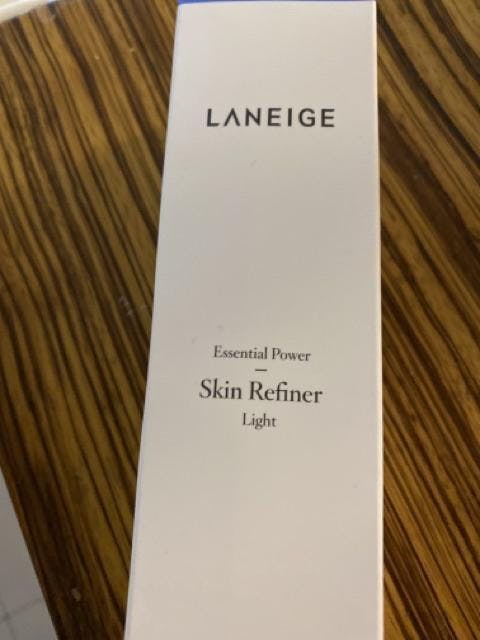 LANEIGE
Essential Power
Skin Refiner
Light